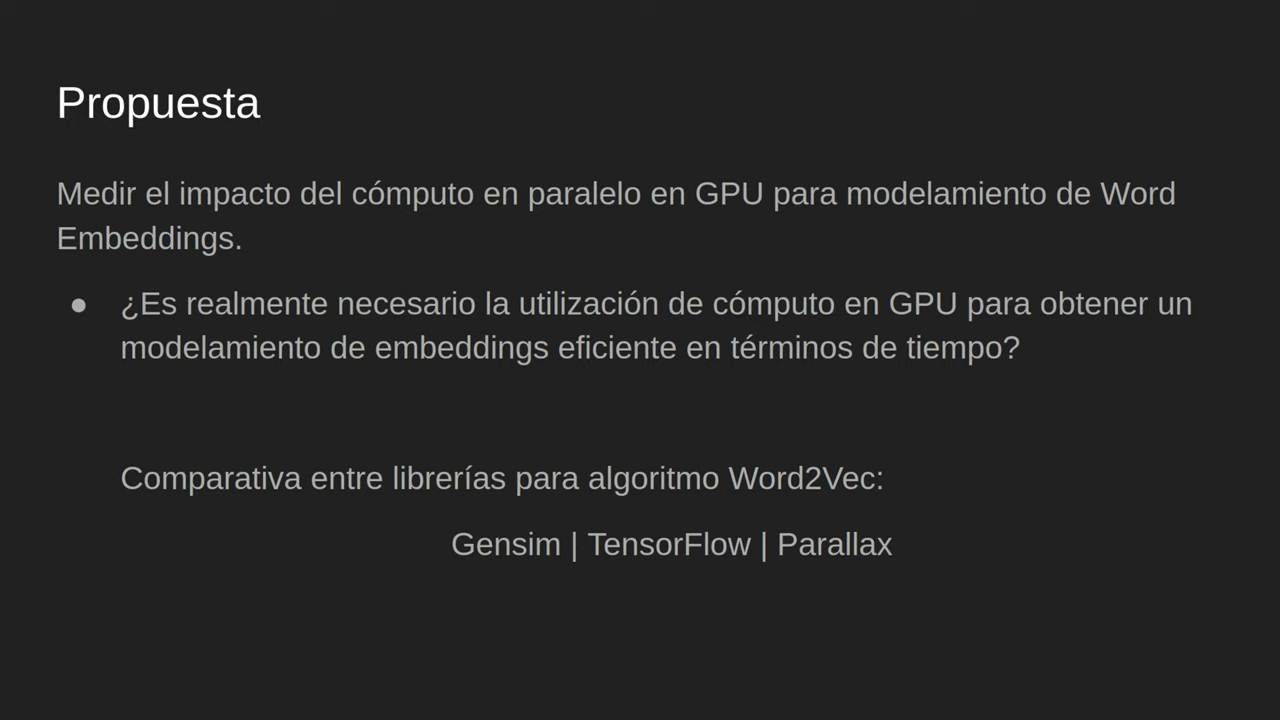 Propuesta
Medir el impacto del cómputo en paralelo en GPU para modelamiento de Word
Embeddings.
● ¿Es realmente necesario la utilización de cómputo en GPU para obtener un
modelamiento de embeddings eficiente en términos de tiempo?
Comparativa entre librerías para algoritmo Word2Vec:
Gensim | TensorFlow | Parallax